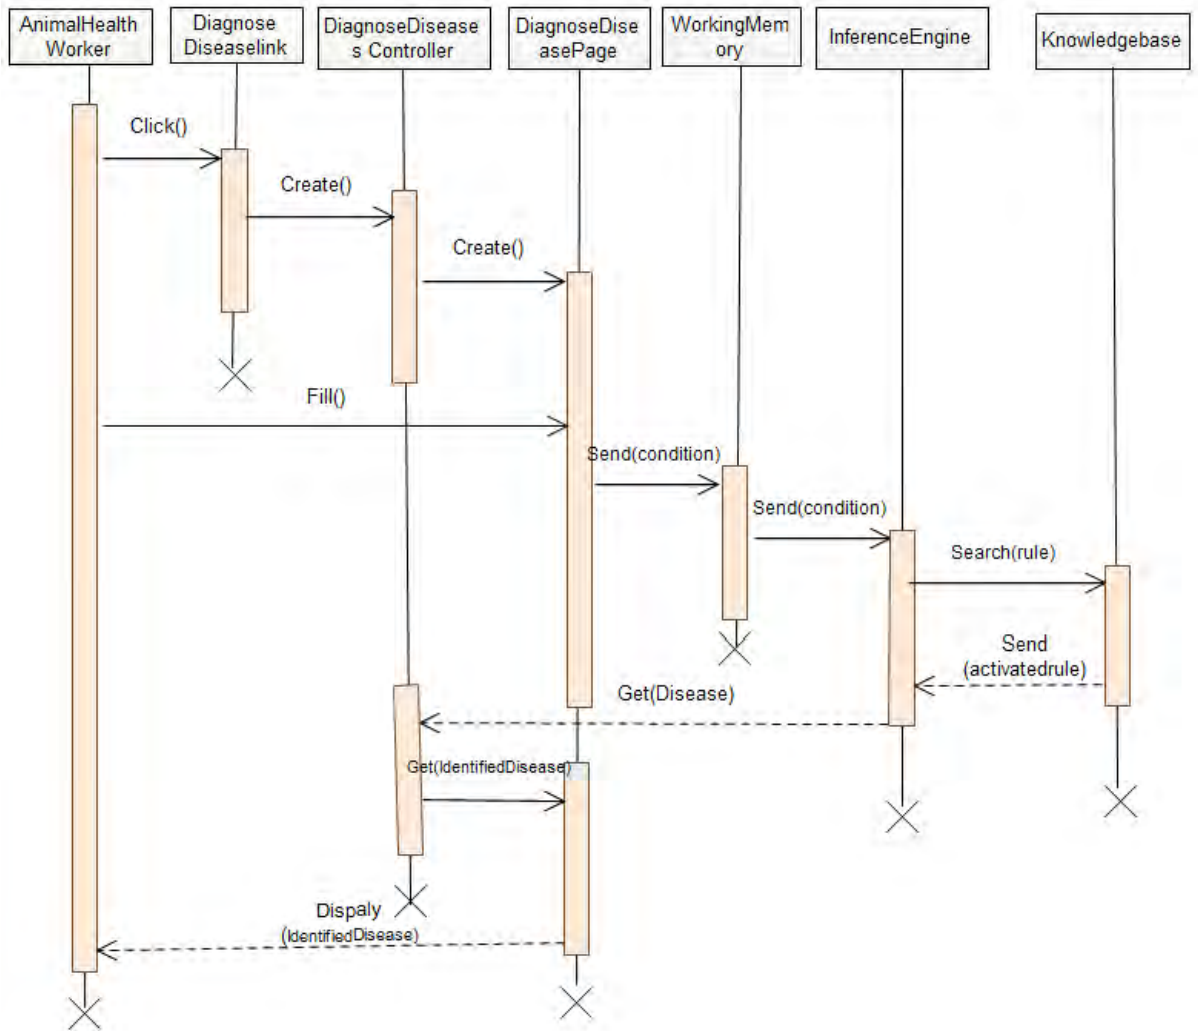 AnimalHealth
Worker
Diagnose
Diseaselink
DiagnoseDisease
s Controller
DiagnoseDise
asePage
WorkingMem
ory
InferenceEngine
Knowledgebase
Click()
Create()
Create()
Fill()
Send(condition)
Send(condition)
Search(rule)
Send
(activatedrule)
Get(Disease)
Get(IdentifiedDisease)
Dispaly
(IdentifiedDisease)